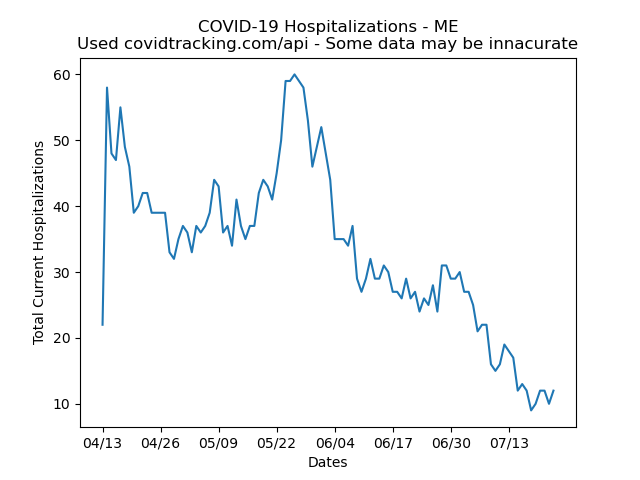 COVID-19 Hospitalizations - ME
Used covidtracking.com/api - Some data may be innacurate
Total Current Hospitalizations
60
50
40
30
20
10
04/13 04/26 05/09 05/22 06/04 06/17 06/30 07/13
Dates